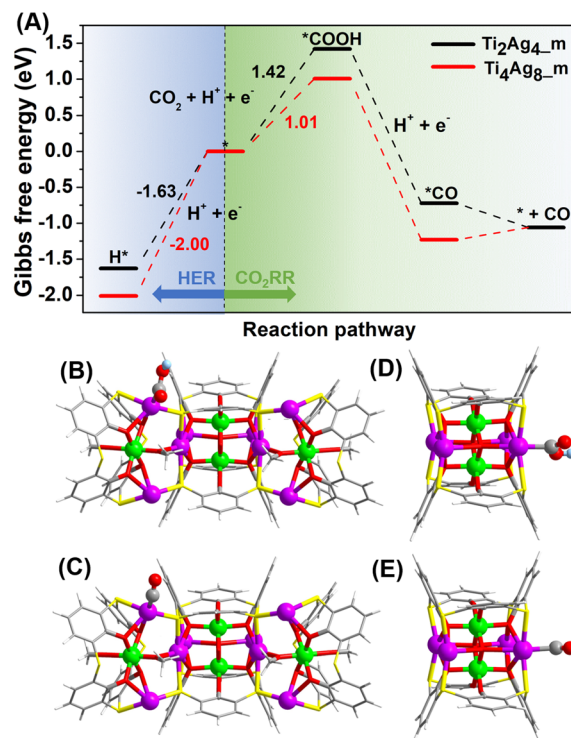 (A)
Gibbs free energy (eV)
1.5
1.0
0.5
0.0
-0.5
-1.0
-1.5
-2.0
*COOH
Ti₂Ag₄_m
Ti₄Ag₈_m
1.42
CO₂ + H⁺ + e⁻
1.01
H⁺ + e⁻
*
-1.63
H⁺ + e⁻
*CO
* + CO
-2.00
H*
HER
CO₂RR
Reaction pathway
(B)
(D)
(C)
(E)